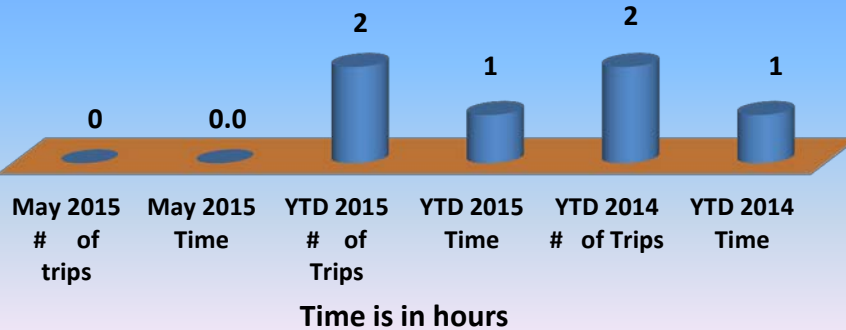 2
2
1
1
0
0.0
May 2015
# of
trips
May 2015
Time
YTD 2015
# of
Trips
YTD 2015
Time
YTD 2014
# of Trips
YTD 2014
Time
Time is in hours